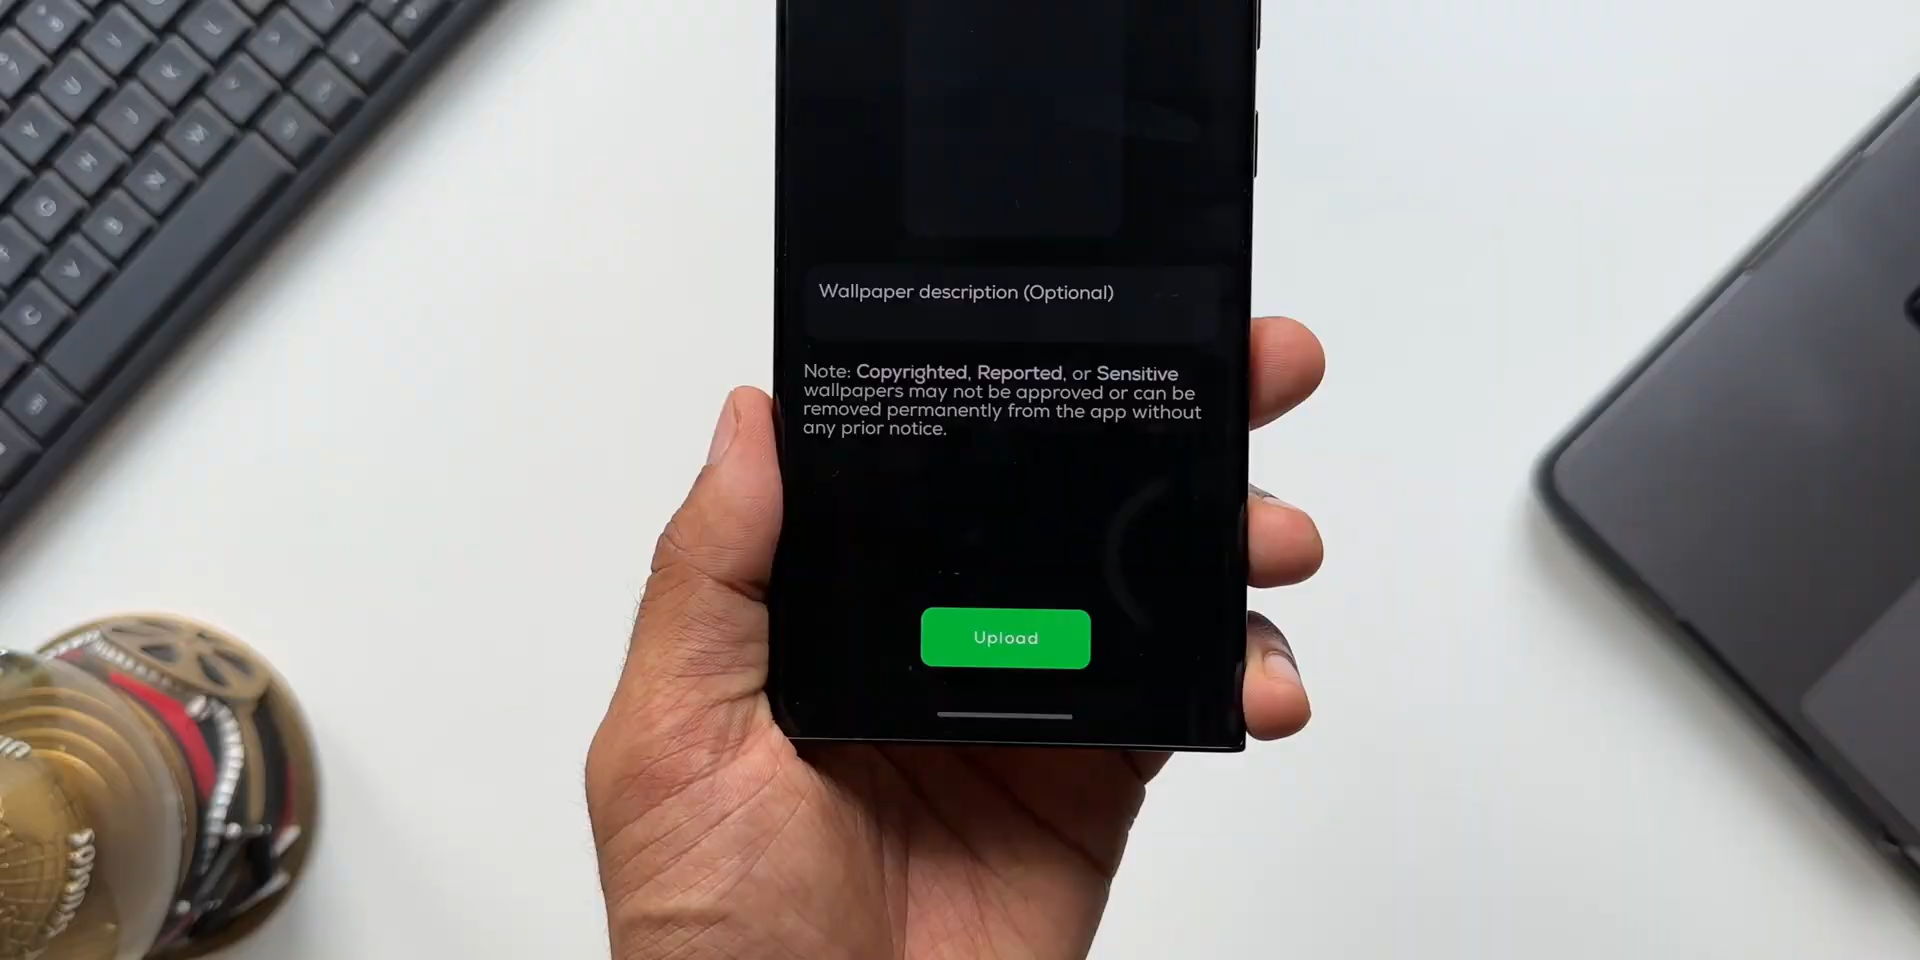 Wallpaper description (Optional)
Note: Copyrighted, Reported, or Sensitive
wallpapers may not be approved or can be
removed permanently from the app without
any prior notice.
Upload